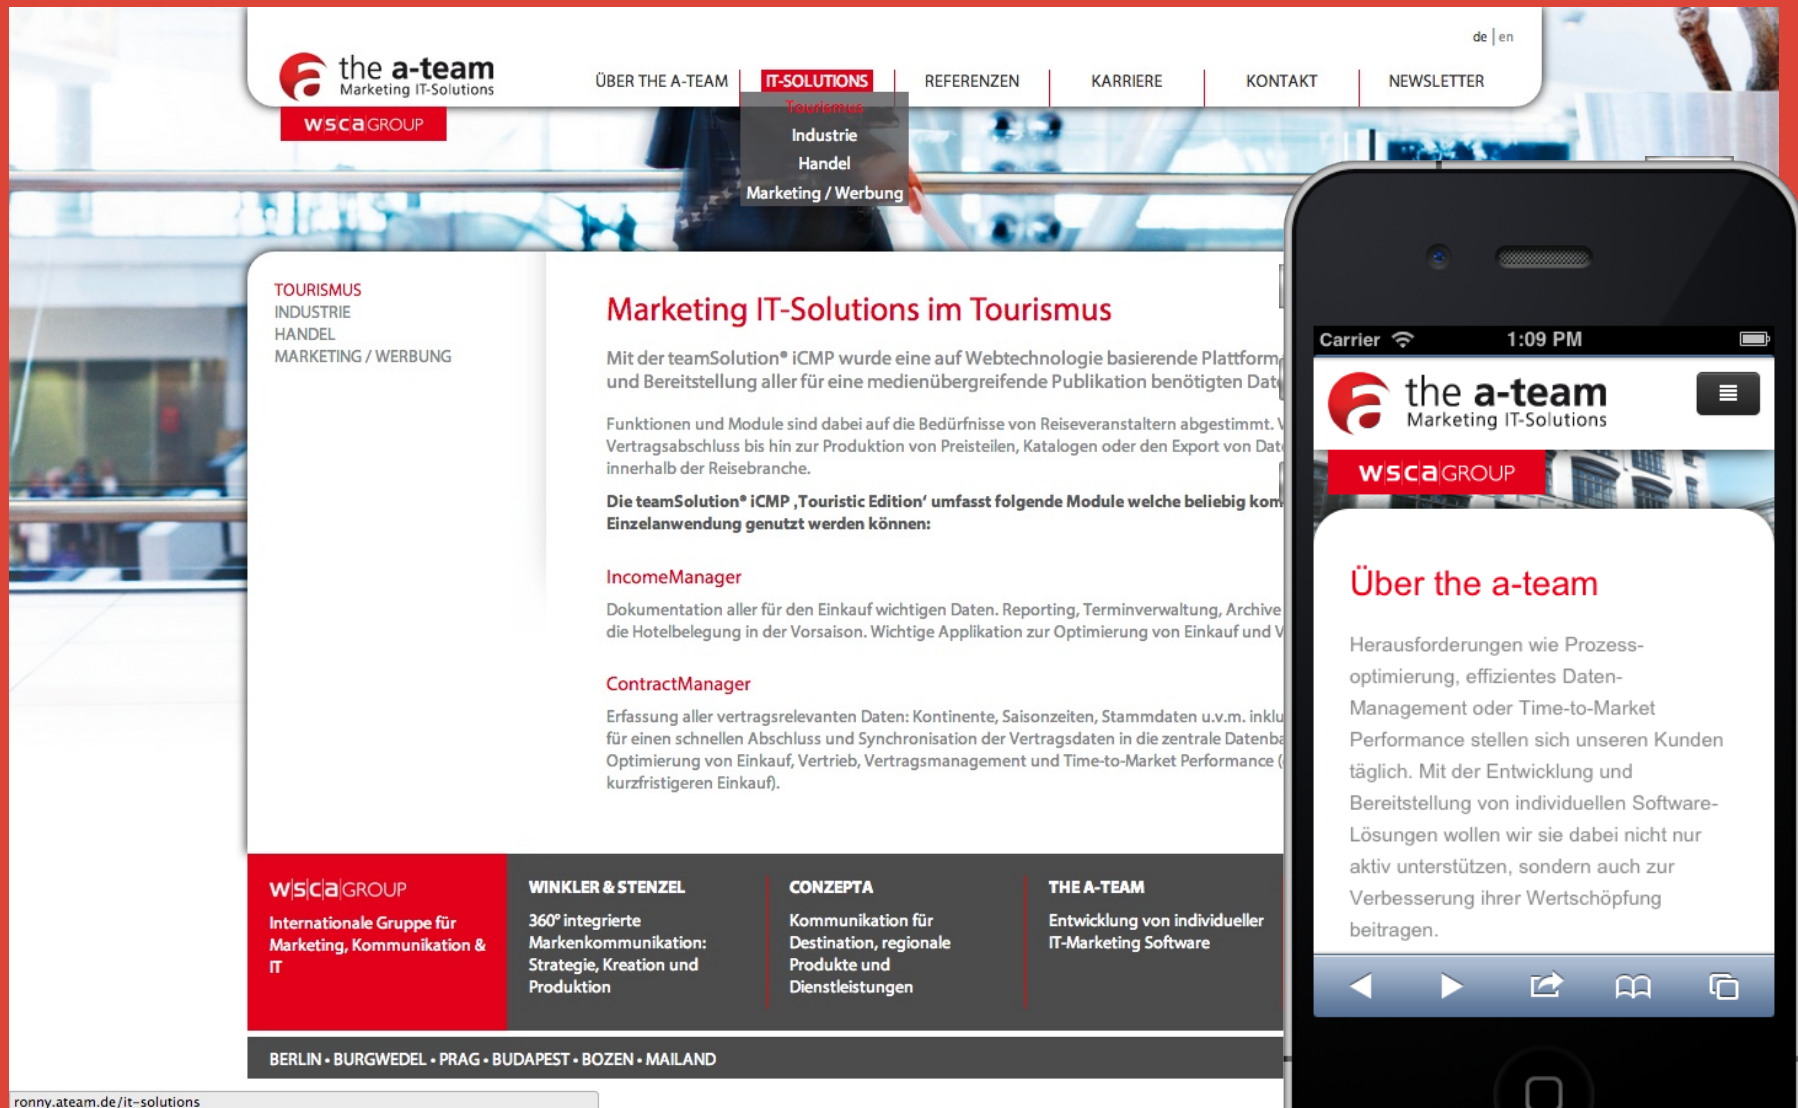 de | en
the a-team
Marketing IT-Solutions
wscaGROUP
ÜBER THE A-TEAM
IT-SOLUTIONS
REFERENZEN
KARRIERE
KONTAKT
NEWSLETTER
Tourismus
Industrie
Handel
Marketing / Werbung
TOURISMUS
INDUSTRIE
HANDEL
MARKETING / WERBUNG
Marketing IT-Solutions im Tourismus
Mit der teamSolution® iCMP wurde eine auf Webtechnologie basierende Plattform
und Bereitstellung aller für eine medienübergreifende Publikation benötigten
Funktionen und Module sind dabei auf die Bedürfnisse von Reiseveranstaltern abgestimmt.
Vertragsabschluss bis hin zur Produktion von Preisteilen, Katalogen oder den Export von
innerhalb der Reisebranche.
Die teamSolution® iCMP ‚Touristic Edition‘ umfasst folgende Module welche beliebig
Einzelanwendung genutzt werden können:
IncomeManager
Dokumentation aller für den Einkauf wichtigen Daten. Reporting, Terminverwaltung,
die Hotelbelegung in der Vorsaison. Wichtige Applikation zur Optimierung von Einkauf und
ContractManager
Erfassung aller vertragsrelevanten Daten: Kontinente, Saisonzeiten, Stammdaten u.v.m.
für einen schnellen Abschluss und Synchronisation der Vertragsdaten in die zentrale
Optimierung von Einkauf, Vertrieb, Vertragsmanagement und Time-to-Market Performance
kurzfristigeren Einkauf).
wscaGROUP
Internationale Gruppe für
Marketing, Kommunikation &
IT
WINKLER & STENZEL
360° integrierte
Markenkommunikation:
Strategie, Kreation und
Produktion
CONZEPTA
Kommunikation für
Destination, regionale
Produkte und
Dienstleistungen
THE A-TEAM
Entwicklung von individueller
IT-Marketing Software
BERLIN • BURGWEDEL • PRAG • BUDAPEST • BOZEN • MAILAND
ronny.ateam.de/it-solutions
Carrier
1:09 PM
the a-team
Marketing IT-Solutions
wscaGROUP
Über the a-team
Herausforderungen wie Prozess-
optimierung, effizientes Daten-
Management oder Time-to-Market
Performance stellen sich unseren Kunden
täglich. Mit der Entwicklung und
Bereitstellung von individuellen Software-
Lösungen wollen wir sie dabei nicht nur
aktiv unterstützen, sondern auch zur
Verbesserung ihrer Wertschöpfung
beitragen.